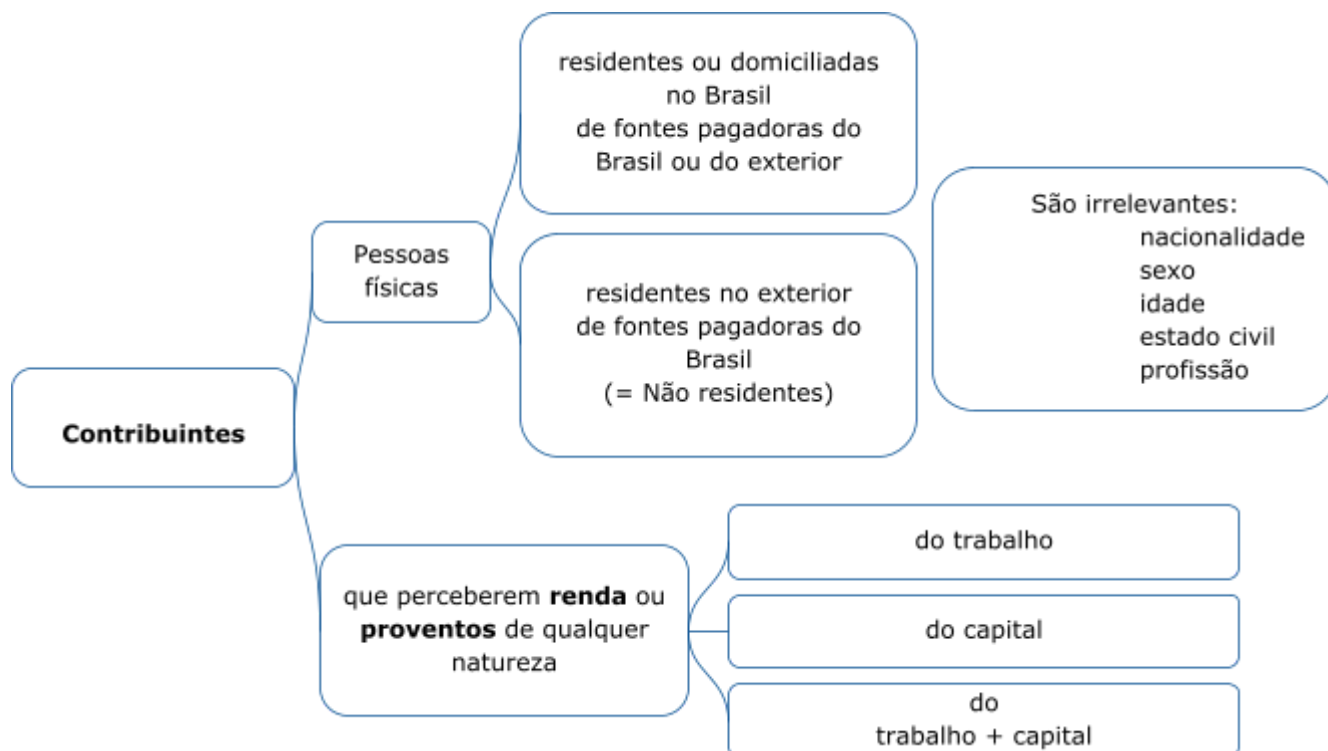 residentes ou domiciliadas
no Brasil
de fontes pagadoras do
Brasil ou do exterior
São irrelevantes:
nacionalidade
sexo
idade
estado civil
profissão
Pessoas
físicas
residentes no exterior
de fontes pagadoras do
Brasil
(= Não residentes)
Contribuintes
que perceberem renda ou
proventos de qualquer
natureza
do trabalho
do capital
do
trabalho + capital